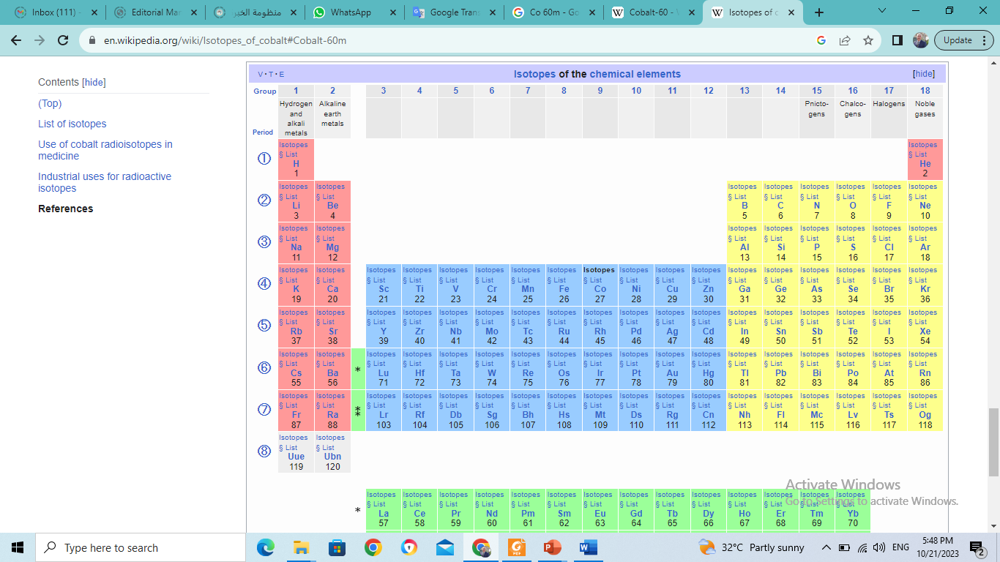 Inbox (111) -
Editorial Mar
منظومة الخير
WhatsApp
Google Trans
Co 60m - Go
Cobalt-60 - W
Isotopes of c
en.wikipedia.org/wiki/Isotopes_of_cobalt#Cobalt-60m
Update
Contents [hide]
(Top)
List of isotopes
Use of cobalt radioisotopes in
medicine
Industrial uses for radioactive
isotopes
References
V · T · E
Isotopes of the chemical elements
[hide]
Group 1 2 3 4 5 6 7 8 9 10 11 12 13 14 15 16 17 18
Period
Hydrogen
and
alkali
metals
Alkaline
earth
metals
Pnicto-
gens
Chalco-
gens
Halogens
Noble
gases
①
Isotopes Isotopes
§ List § List
H He
1 2
②
Isotopes Isotopes Isotopes Isotopes Isotopes Isotopes Isotopes Isotopes
§ List § List § List § List § List § List § List § List
Li Be B C N O F Ne
3 4 5 6 7 8 9 10
③
Isotopes Isotopes Isotopes Isotopes Isotopes Isotopes Isotopes Isotopes
§ List § List § List § List § List § List § List § List
Na Mg Al Si P S Cl Ar
11 12 13 14 15 16 17 18
④
Isotopes Isotopes Isotopes Isotopes Isotopes Isotopes Isotopes Isotopes Isotopes Isotopes Isotopes Isotopes Isotopes Isotopes Isotopes Isotopes Isotopes Isotopes
§ List § List § List § List § List § List § List § List § List § List § List § List § List § List § List § List § List § List
K Ca Sc Ti V Cr Mn Fe Co Ni Cu Zn Ga Ge As Se Br Kr
19 20 21 22 23 24 25 26 27 28 29 30 31 32 33 34 35 36
⑤
Isotopes Isotopes Isotopes Isotopes Isotopes Isotopes Isotopes Isotopes Isotopes Isotopes Isotopes Isotopes Isotopes Isotopes Isotopes Isotopes Isotopes Isotopes
§ List § List § List § List § List § List § List § List § List § List § List § List § List § List § List § List § List § List
Rb Sr Y Zr Nb Mo Tc Ru Rh Pd Ag Cd In Sn Sb Te I Xe
37 38 39 40 41 42 43 44 45 46 47 48 49 50 51 52 53 54
⑥
Isotopes Isotopes Isotopes Isotopes Isotopes Isotopes Isotopes Isotopes Isotopes Isotopes Isotopes Isotopes Isotopes Isotopes Isotopes Isotopes Isotopes Isotopes
§ List § List § List § List § List § List § List § List § List § List § List § List § List § List § List § List § List § List
Cs Ba * Lu Hf Ta W Re Os Ir Pt Au Hg Tl Pb Bi Po At Rn
55 56 71 72 73 74 75 76 77 78 79 80 81 82 83 84 85 86
⑦
Isotopes Isotopes Isotopes Isotopes Isotopes Isotopes Isotopes Isotopes Isotopes Isotopes Isotopes Isotopes Isotopes Isotopes Isotopes Isotopes Isotopes Isotopes
§ List § List § List § List § List § List § List § List § List § List § List § List § List § List § List § List § List § List
Fr Ra ⁑ Lr Rf Db Sg Bh Hs Mt Ds Rg Cn Nh Fl Mc Lv Ts Og
87 88 103 104 105 106 107 108 109 110 111 112 113 114 115 116 117 118
⑧
Isotopes Isotopes
§ List § List
Uue Ubn
119 120
Isotopes Isotopes Isotopes Isotopes Isotopes Isotopes Isotopes Isotopes Isotopes Isotopes Isotopes Isotopes Isotopes Isotopes
§ List § List § List § List § List § List § List § List § List § List § List § List § List § List
* La Ce Pr Nd Pm Sm Eu Gd Tb Dy Ho Er Tm Yb
57 58 59 60 61 62 63 64 65 66 67 68 69 70
Activate Windows
Go to Settings to activate Windows.
Type here to search
PDF
32°C Partly sunny
ENG
5:48 PM
10/21/2023
2